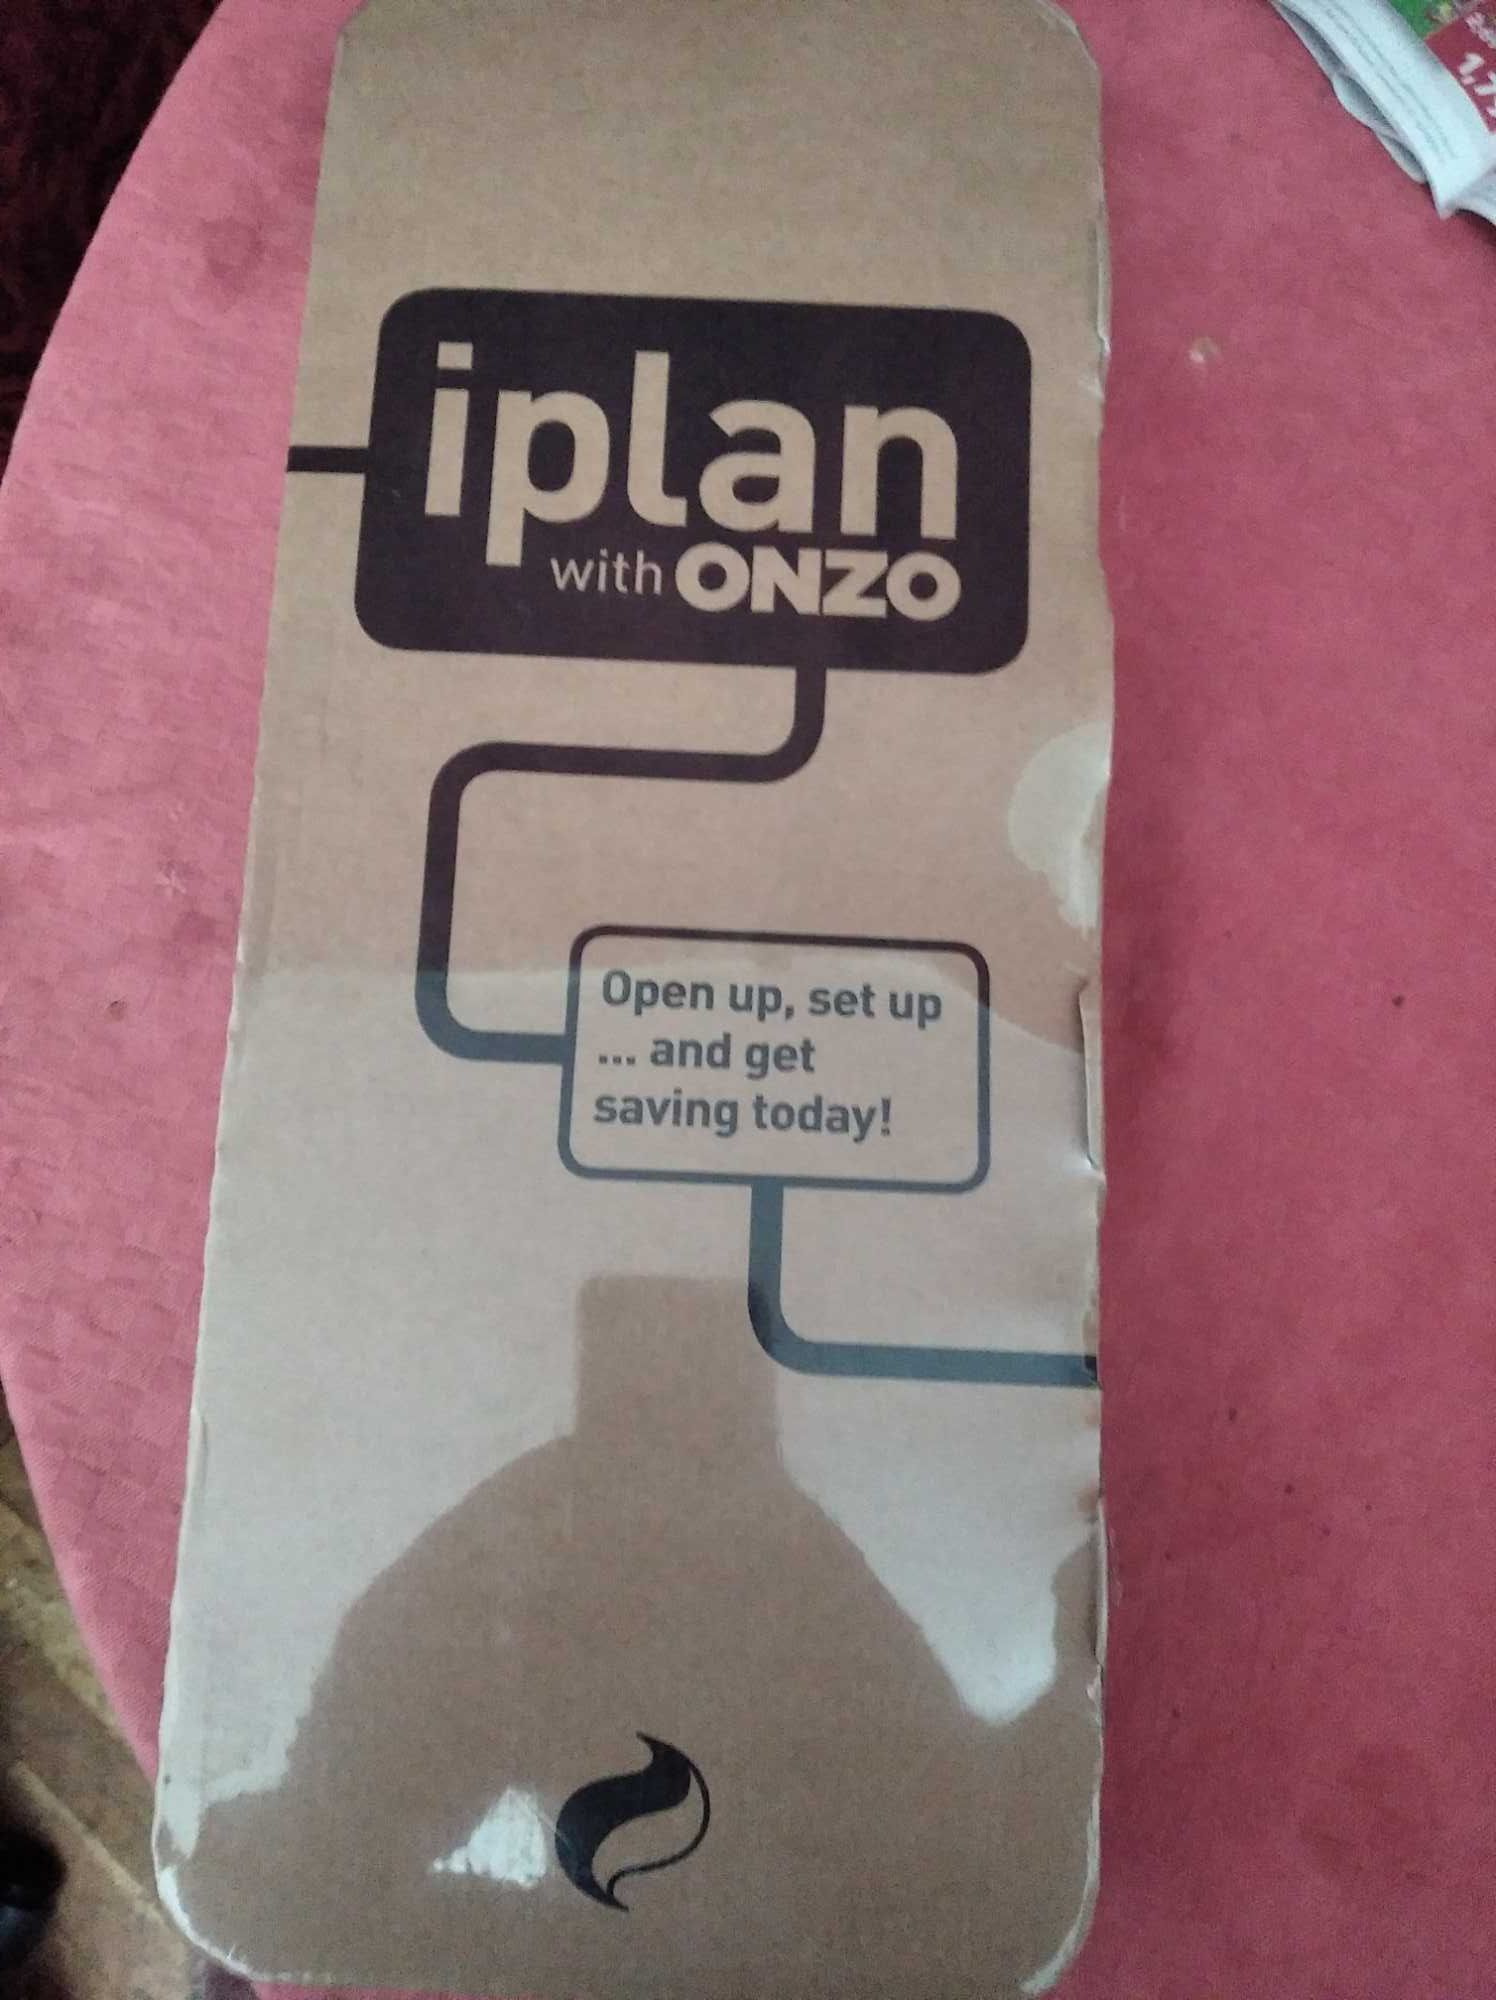 iplan
with ONZO
Open up, set up
... and get
saving today!